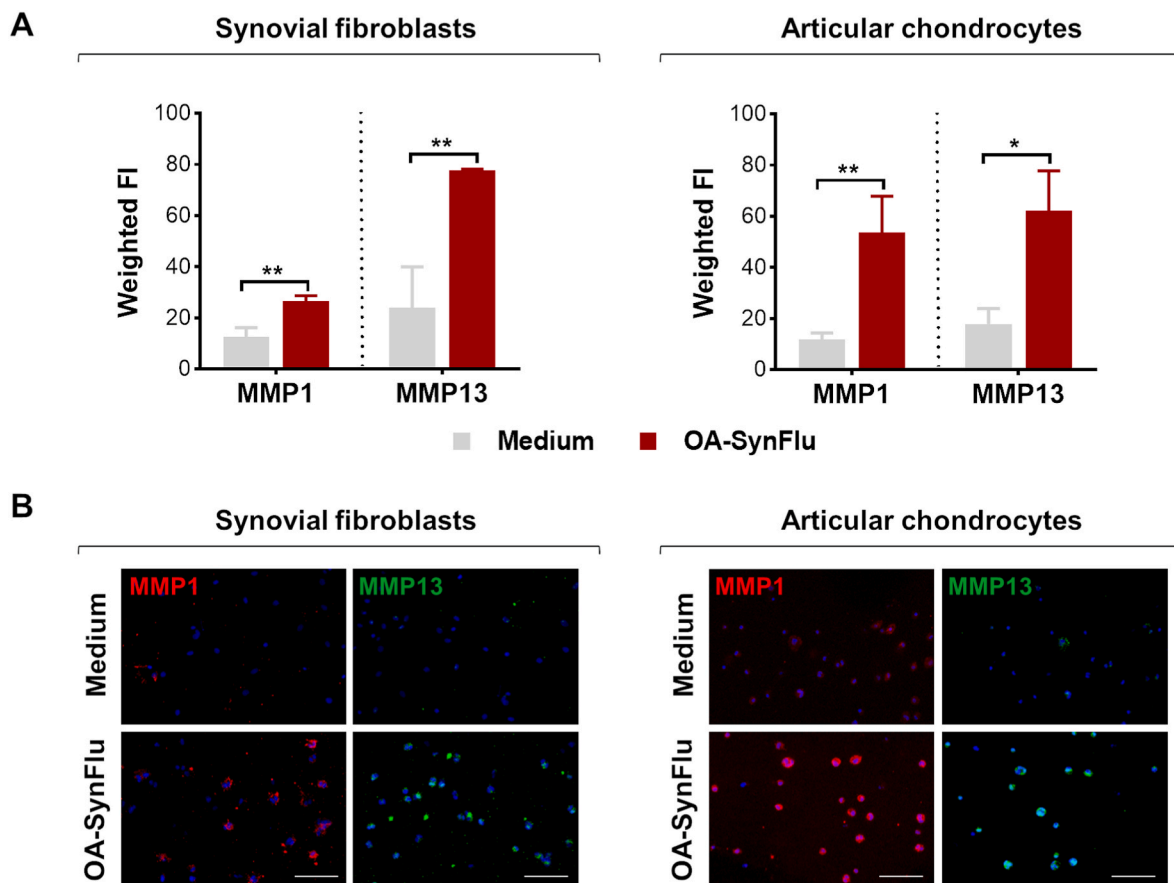 A
Synovial fibroblasts
Articular chondrocytes
Weighted FI
100
80
60
40
20
0
**
**
MMP1
MMP13
Weighted FI
100
80
60
40
20
0
**
*
MMP1
MMP13
Medium
OA-SynFlu
B
Synovial fibroblasts
Articular chondrocytes
Medium
MMP1
MMP13
OA-SynFlu
Medium
MMP1
MMP13
OA-SynFlu